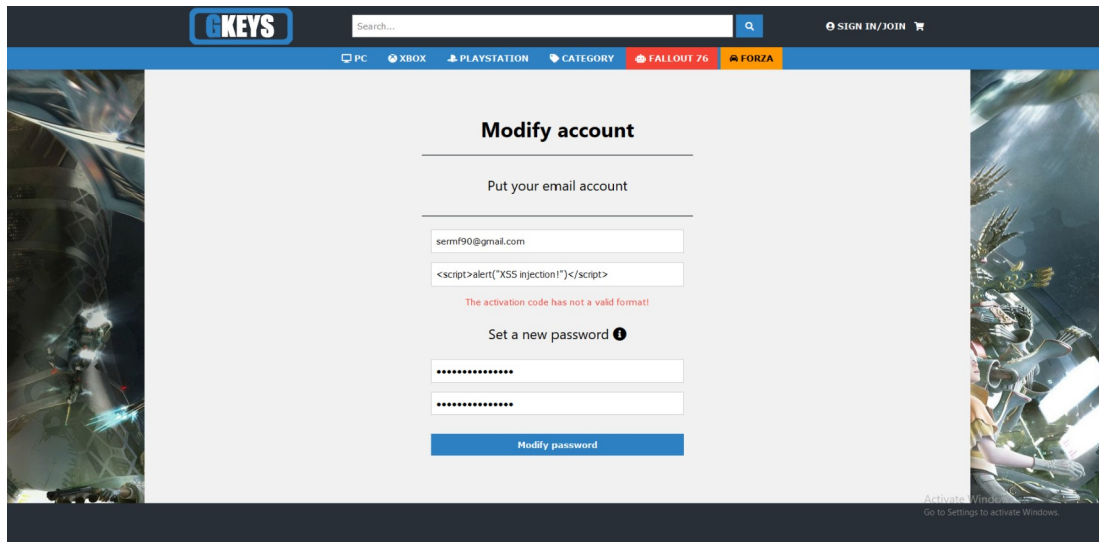 GKEYS
Search...
SIGN IN/JOIN
PC XBOX PLAYSTATION CATEGORY FALLOUT 76 FORZA
Modify account
Put your email account
sermf90@gmail.com
<script>alert("XSS injection!")</script>
The activation code has not a valid format!
Set a new password
•••••••••••••••
•••••••••••••••
Modify password
Activate Windows
Go to Settings to activate Windows.